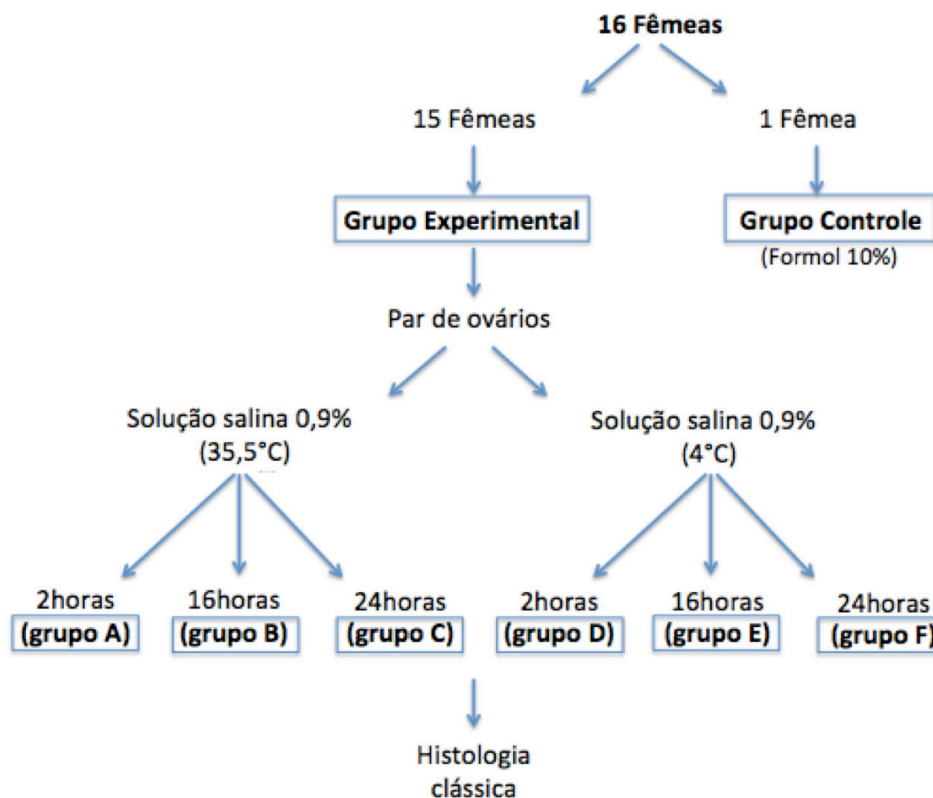 16 Fêmeas
15 Fêmeas
1 Fêmea
Grupo Experimental
Grupo Controle
(Formol 10%)
Par de ovários
Solução salina 0,9%
(35,5°C)
Solução salina 0,9%
(4°C)
2horas
(grupo A)
16horas
(grupo B)
24horas
(grupo C)
2horas
(grupo D)
16horas
(grupo E)
24horas
(grupo F)
Histologia
clássica